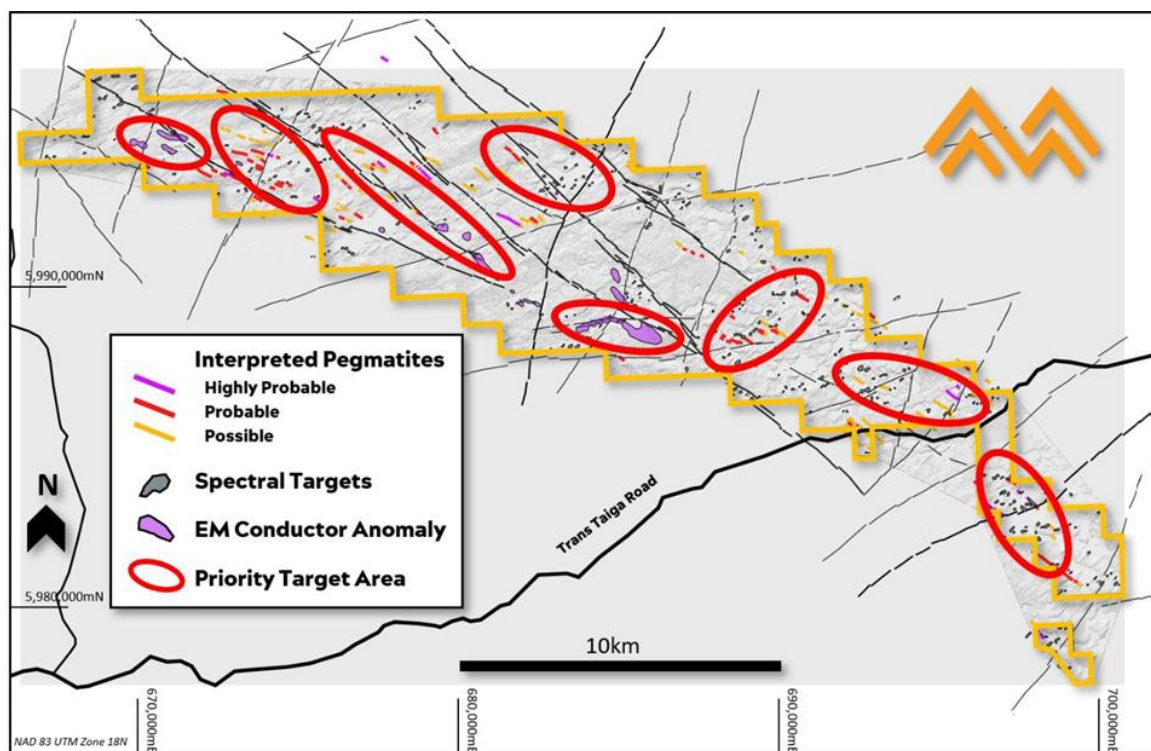 5,990,000mN
Interpreted Pegmatites
Highly Probable
Probable
Possible
Spectral Targets
EM Conductor Anomaly
Priority Target Area
N
Trans Taiga Road
5,980,000mN
10km
670,000mE
680,000mE
690,000mE
700,000mE
NAD 83 UTM Zone 18N